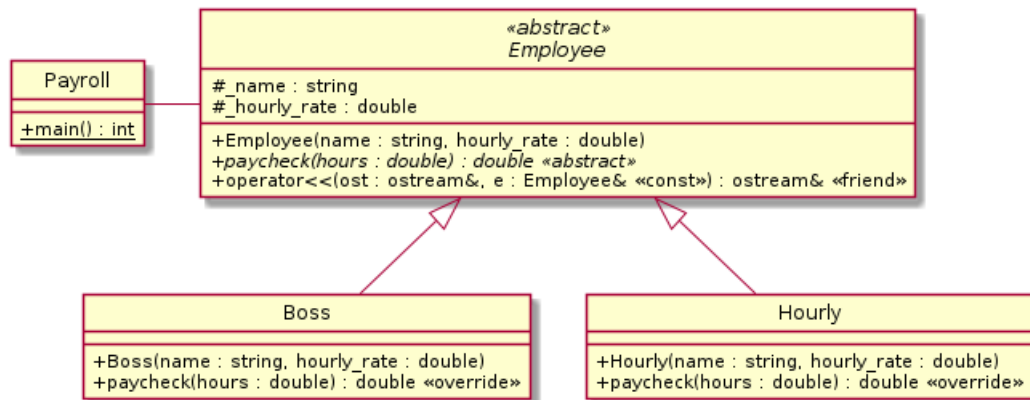 «abstract»
Employee
#_name : string
#_hourly_rate : double
+Employee(name : string, hourly_rate : double)
+paycheck(hours : double) : double «abstract»
+operator<<(ost : ostream&, e : Employee& «const») : ostream& «friend»
Payroll
+main() : int
Boss
+Boss(name : string, hourly_rate : double)
+paycheck(hours : double) : double «override»
Hourly
+Hourly(name : string, hourly_rate : double)
+paycheck(hours : double) : double «override»